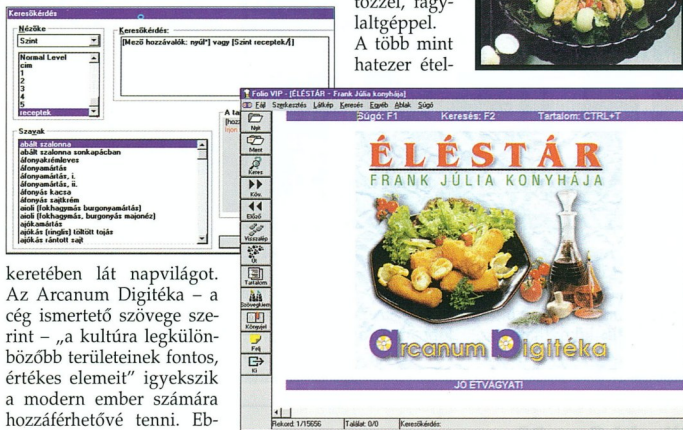 Keresőkérdés
Nézőke
Szint
Normal Level
cim
1
2
3
4
5
receptek
Keresőkérdés:
[Mező hozzávalók: nyúl*] vagy [Szint receptek/]
Szavak
abált szalonna
abált szalonna sonkapácban
áfonyakrémleves
áfonyamártás
áfonyamártás, i.
áfonyamártás, ii.
áfonyás kacsa
áfonyás sajtkrém
aioli (fokhagymás burgonyamártás)
aioli (fokhagymás, burgonyás majonéz)
ajókamártás
ajókás (ringlis) töltött tojás
ajókás rántott sajt
A ta
tözzel, fagy-
laltgéppel.
A több mint
hatezer étel-
Folio VIP - [ÉLÉSTÁR - Frank Júlia konyhája]
Fájl Szerkesztés Látkép Keresés Egyéb Ablak Súgó
Súgó: F1 Keresés: F2 Tartalom: CTRL+T
Nyit
Ment
Keres
Köv.
Előző
Visszalép
Út
Tartalom
Szövegkiem
Könyvjel
Felj
Ki
ÉLÉSTÁR
FRANK JÚLIA KONYHÁJA
Arcanum Digitéka
JÓ ÉTVÁGYAT!
Rekord: 1/15656 Találat: 0/0 Keresőkérdés:
keretében lát napvilágot.
Az Arcanum Digitéka – a
cég ismertető szövege sze-
rint – „a kultúra legkülön-
bözőbb területeinek fontos,
értékes elemeit” igyekszik
a modern ember számára
hozzáférhetővé tenni. Eb-